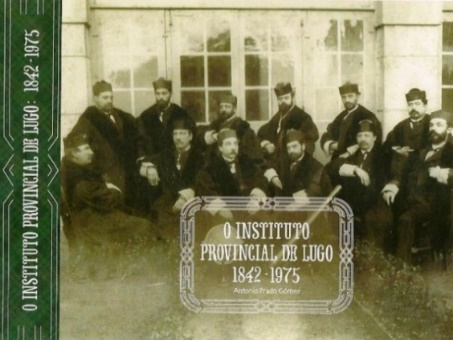 O INSTITUTO PROVINCIAL DE LUGO: 1842-1975
O INSTITUTO
PROVINCIAL DE LUGO
1842-1975
Antonio Prado Gómez